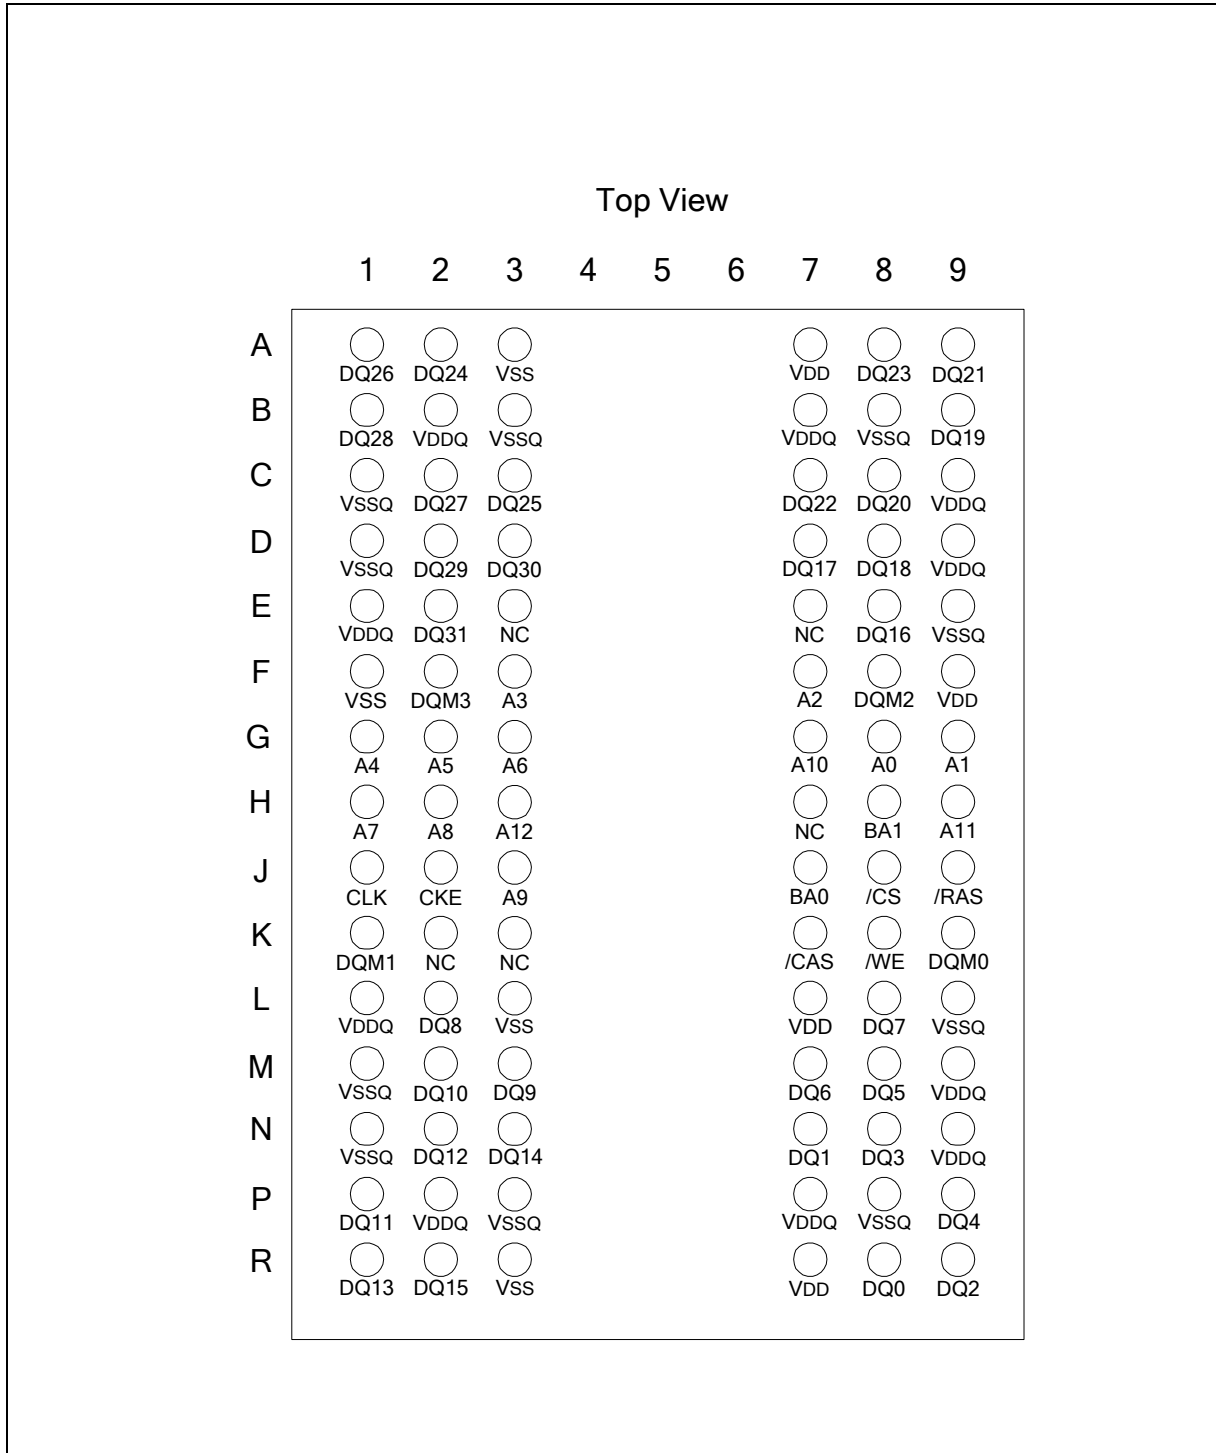 Top View
1 2 3 4 5 6 7 8 9
A
DQ26 DQ24 VSS VDD DQ23 DQ21
B
DQ28 VDDQ VSSQ VDDQ VSSQ DQ19
C
VSSQ DQ27 DQ25 DQ22 DQ20 VDDQ
D
VSSQ DQ29 DQ30 DQ17 DQ18 VDDQ
E
VDDQ DQ31 NC NC DQ16 VSSQ
F
VSS DQM3 A3 A2 DQM2 VDD
G
A4 A5 A6 A10 A0 A1
H
A7 A8 A12 NC BA1 A11
J
CLK CKE A9 BA0 /CS /RAS
K
DQM1 NC NC /CAS /WE DQM0
L
VDDQ DQ8 VSS VDD DQ7 VSSQ
M
VSSQ DQ10 DQ9 DQ6 DQ5 VDDQ
N
VSSQ DQ12 DQ14 DQ1 DQ3 VDDQ
P
DQ11 VDDQ VSSQ VDDQ VSSQ DQ4
R
DQ13 DQ15 VSS VDD DQ0 DQ2